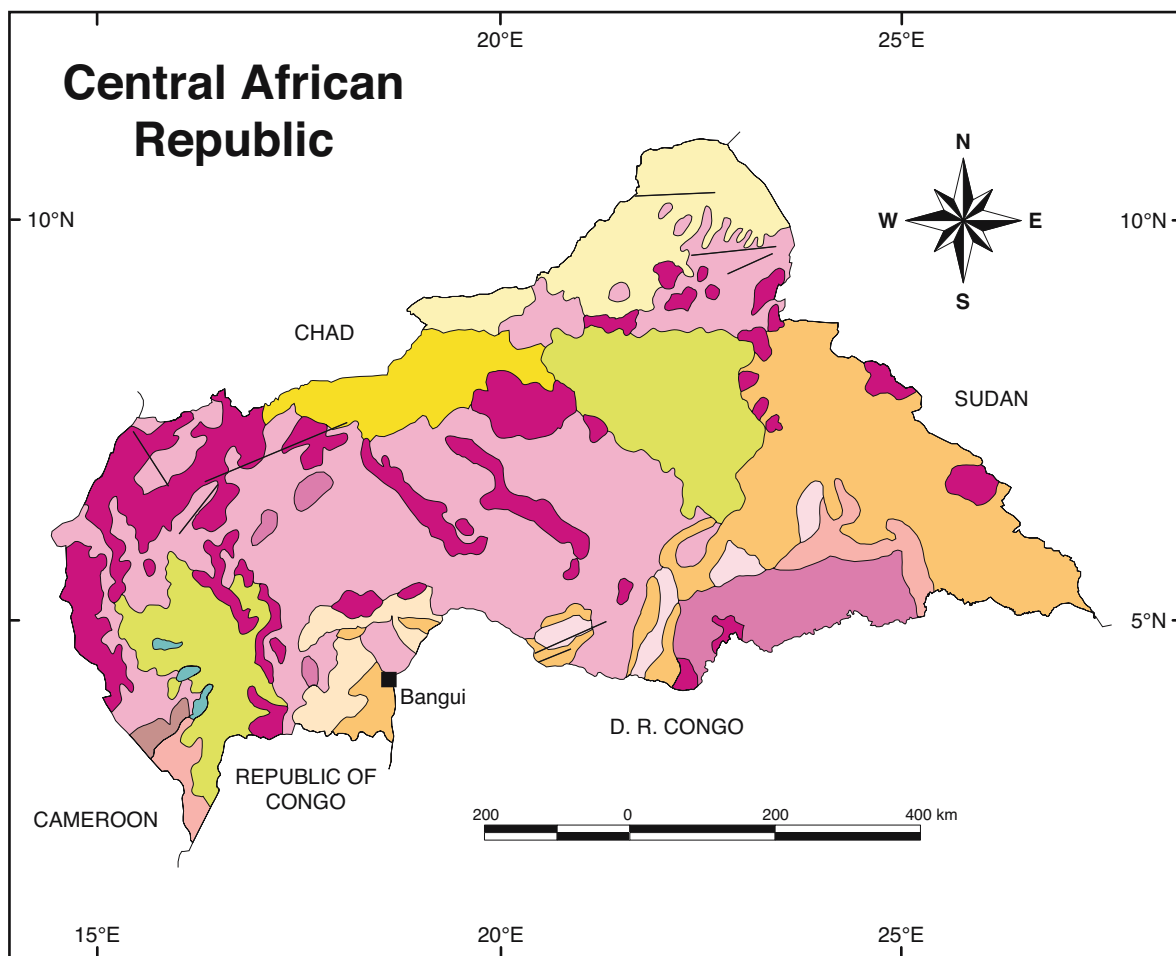 20°E
25°E
Central African
Republic
N
10°N
W
E
10°N
S
CHAD
SUDAN
5°N
5°N
Bangui
D. R. CONGO
REPUBLIC OF
CONGO
CAMEROON
200
0
200
400 km
15°E
20°E
25°E